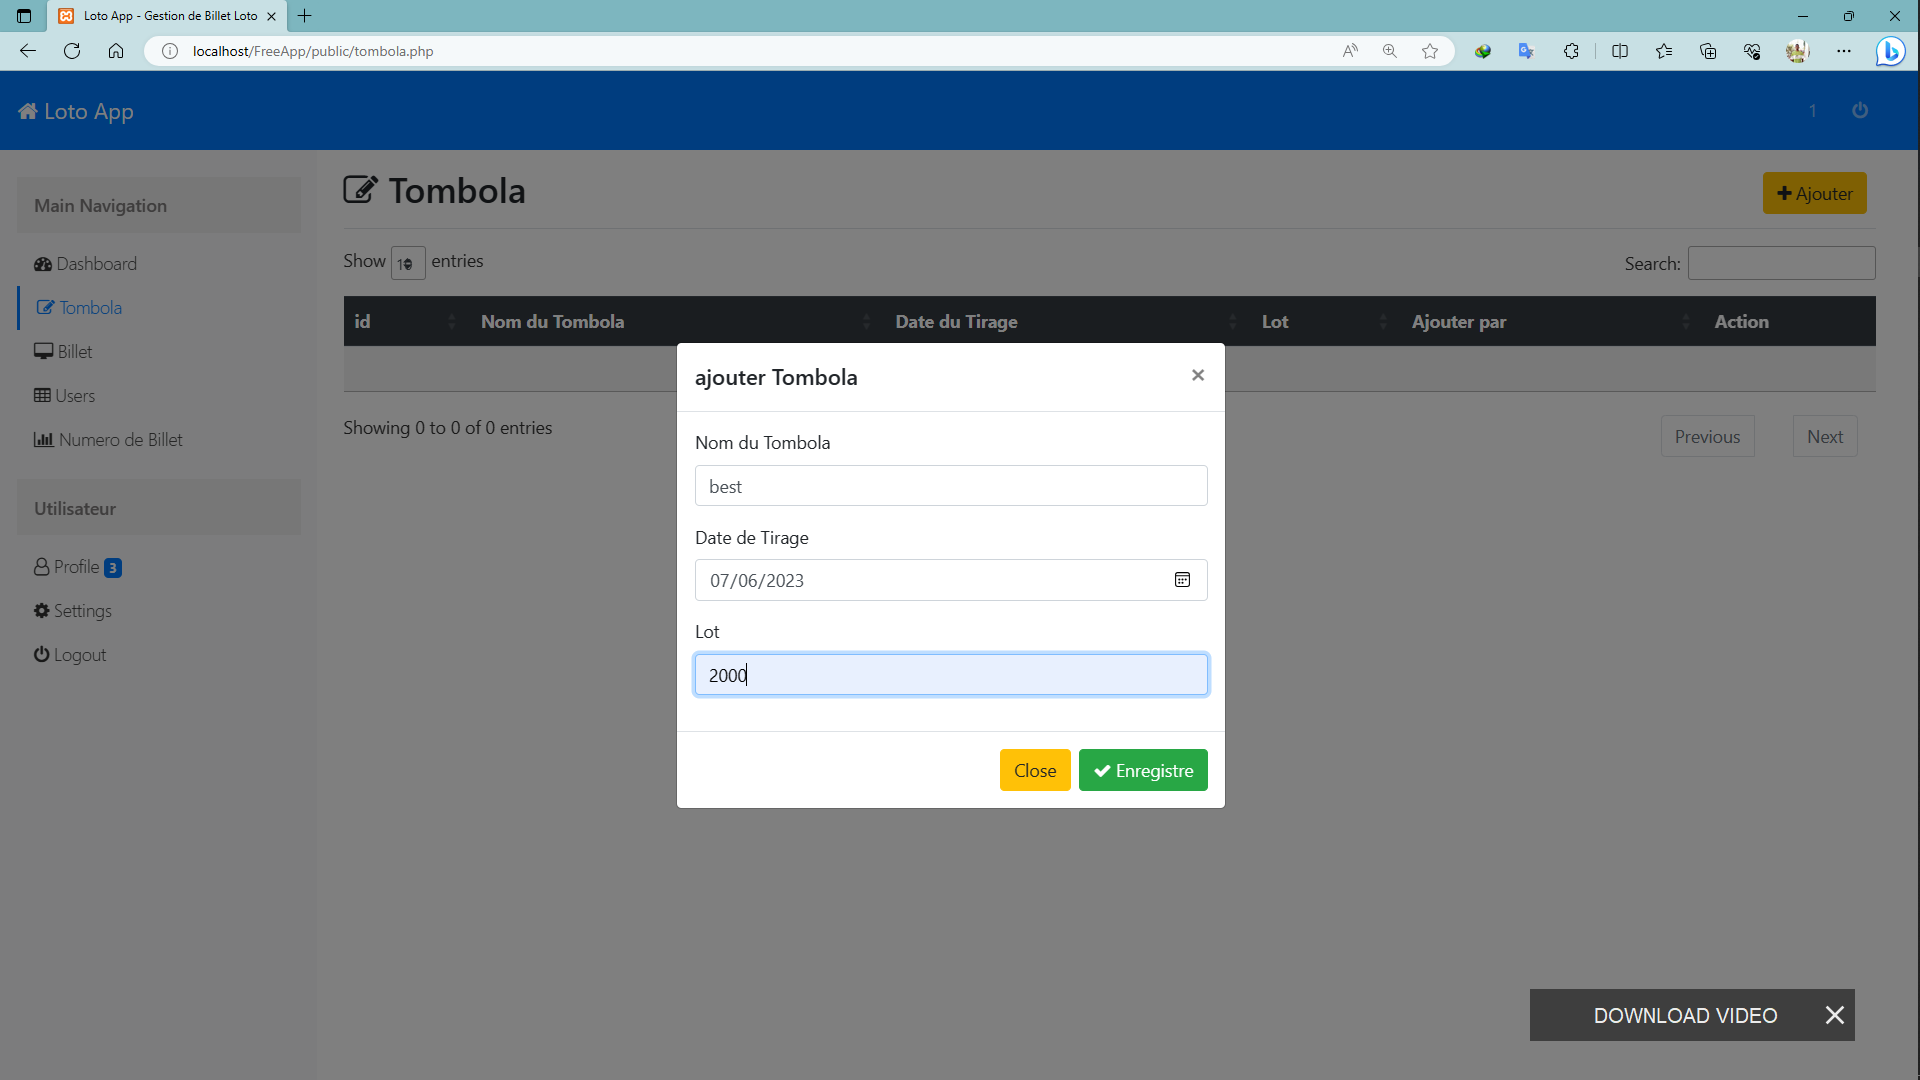 Loto App - Gestion de Billet Loto
localhost/FreeApp/public/tombola.php
Loto App
1
Main Navigation
Dashboard
Tombola
Billet
Users
Numero de Billet
Utilisateur
Profile 3
Settings
Logout
Tombola
Ajouter
Show 10 entries
Search:
id Nom du Tombola Date du Tirage Lot Ajouter par Action
Showing 0 to 0 of 0 entries
Previous Next
ajouter Tombola
×
Nom du Tombola
best
Date de Tirage
07/06/2023
Lot
2000
Close Enregistre
DOWNLOAD VIDEO